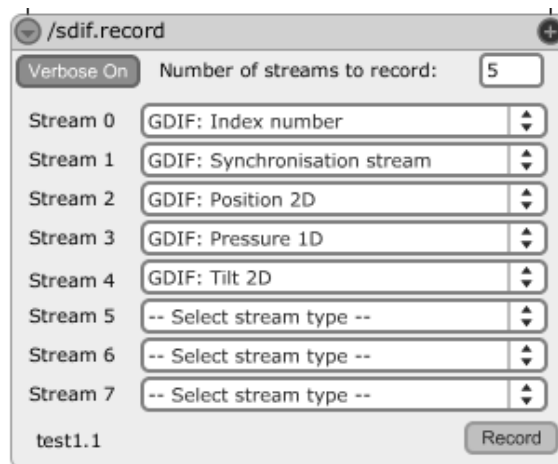 /sdif.record
Verbose On Number of streams to record: 5
Stream 0 GDIF: Index number
Stream 1 GDIF: Synchronisation stream
Stream 2 GDIF: Position 2D
Stream 3 GDIF: Pressure 1D
Stream 4 GDIF: Tilt 2D
Stream 5 -- Select stream type --
Stream 6 -- Select stream type --
Stream 7 -- Select stream type --
test1.1 Record